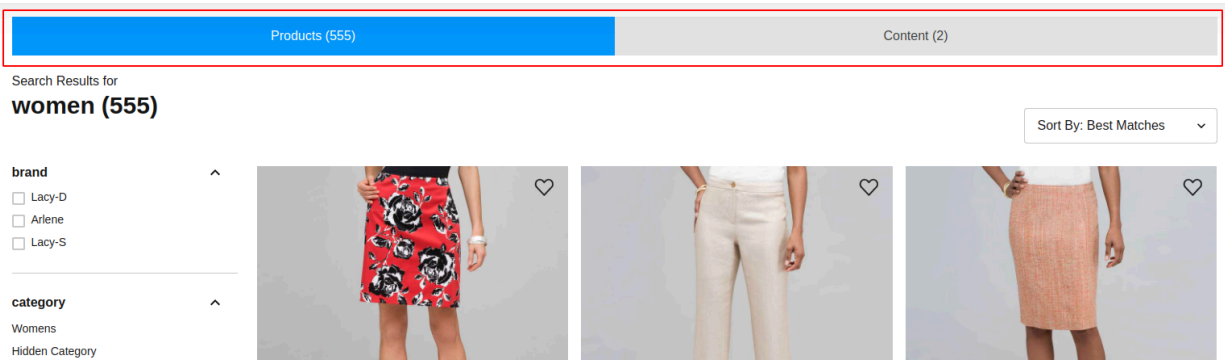 Products (555)
Content (2)
Search Results for
women (555)
Sort By: Best Matches
brand
Lacy-D
Arlene
Lacy-S
category
Womens
Hidden Category